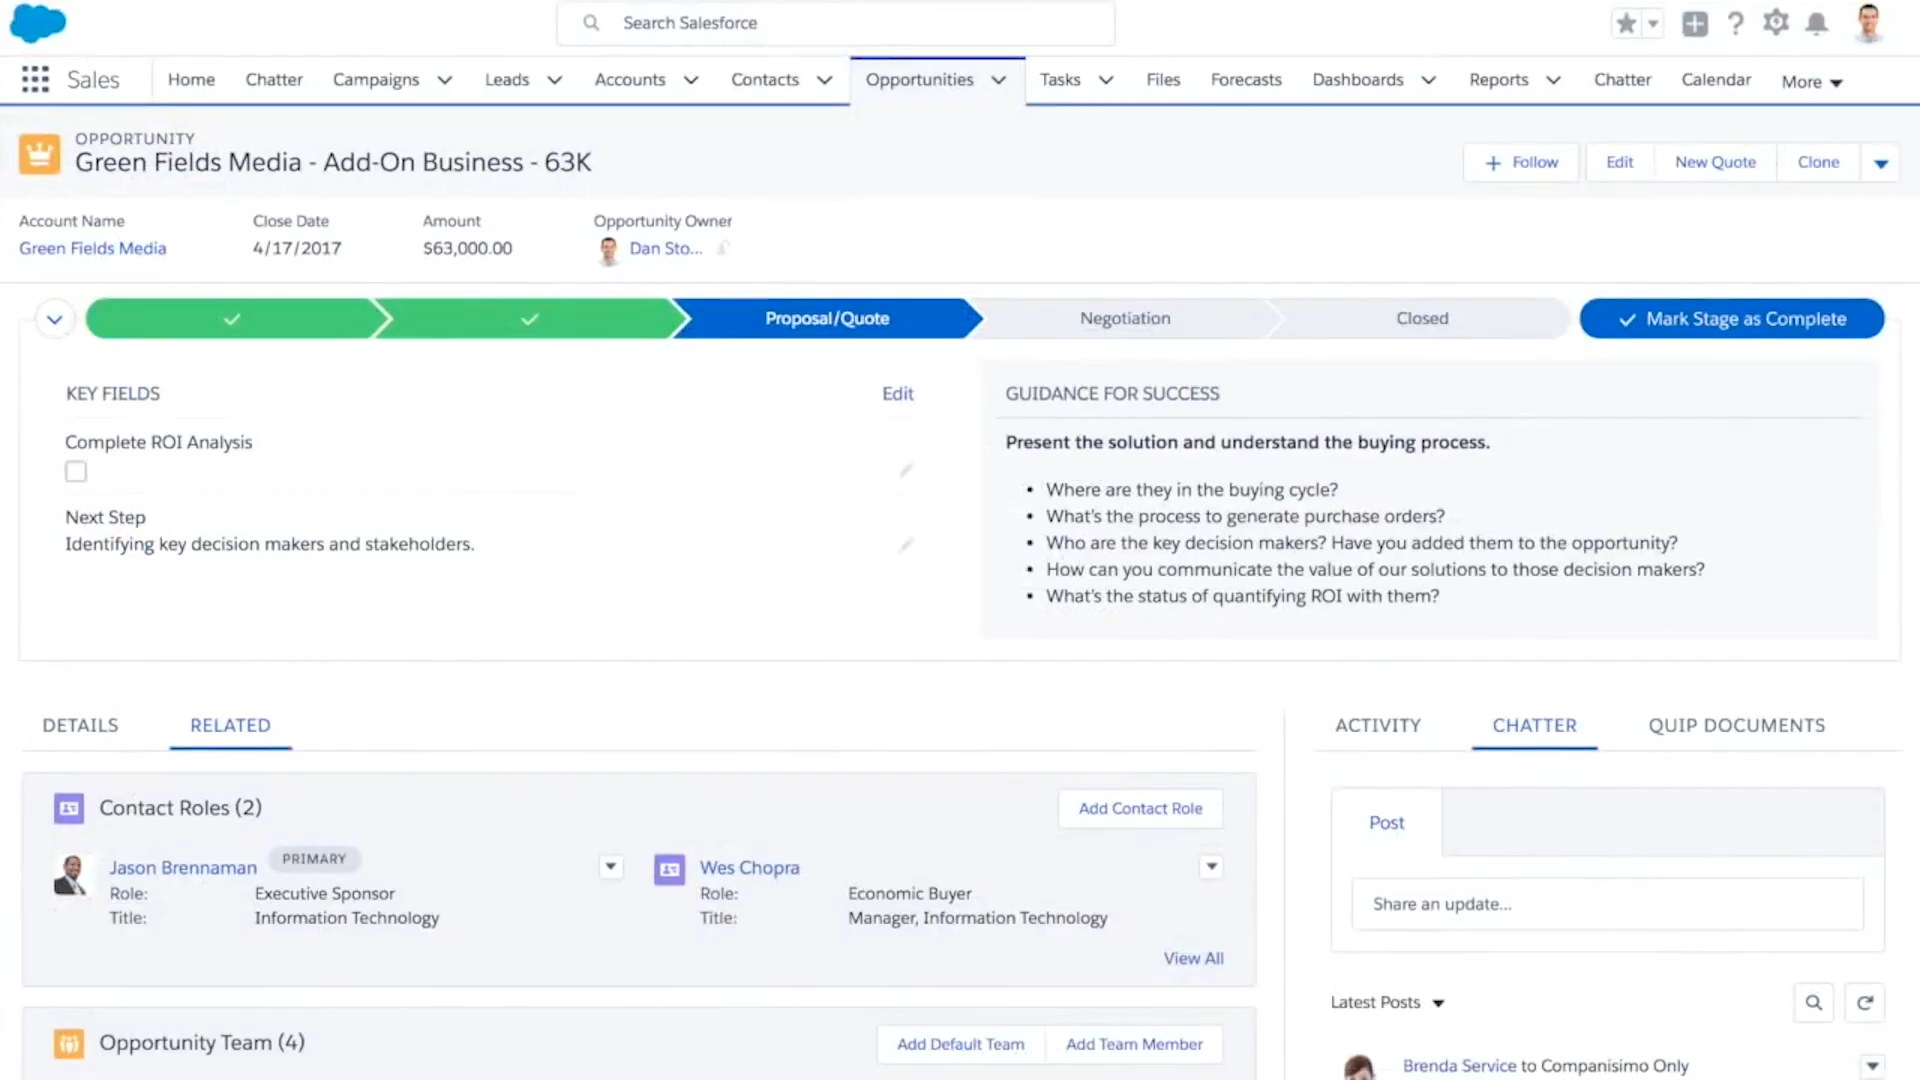 Search Salesforce
Sales Home Chatter Campaigns Leads Accounts Contacts Opportunities Tasks Files Forecasts Dashboards Reports Chatter Calendar More
OPPORTUNITY
Green Fields Media - Add-On Business - 63K
+ Follow Edit New Quote Clone
Account Name Close Date Amount Opportunity Owner
Green Fields Media 4/17/2017 $63,000.00 Dan Sto...
Proposal/Quote Negotiation Closed Mark Stage as Complete
KEY FIELDS Edit
Complete ROI Analysis
Next Step
Identifying key decision makers and stakeholders.
GUIDANCE FOR SUCCESS
Present the solution and understand the buying process.
• Where are they in the buying cycle?
• What's the process to generate purchase orders?
• Who are the key decision makers? Have you added them to the opportunity?
• How can you communicate the value of our solutions to those decision makers?
• What's the status of quantifying ROI with them?
DETAILS RELATED
Contact Roles (2) Add Contact Role
Jason Brennaman PRIMARY
Role: Executive Sponsor
Title: Information Technology
Wes Chopra
Role: Economic Buyer
Title: Manager, Information Technology
View All
Opportunity Team (4) Add Default Team Add Team Member
ACTIVITY CHATTER QUIP DOCUMENTS
Post
Share an update...
Latest Posts
Brenda Service to Companisimo Only